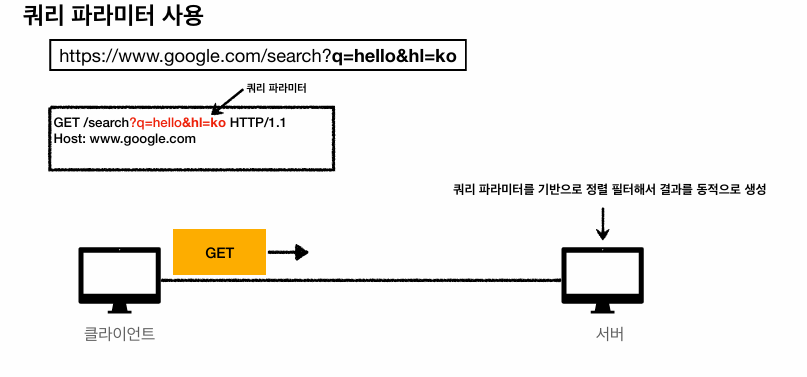 쿼리 파라미터 사용
https://www.google.com/search?q=hello&hl=ko
쿼리 파라미터
GET /search?q=hello&hl=ko HTTP/1.1
Host: www.google.com
쿼리 파라미터를 기반으로 정렬 필터해서 결과를 동적으로 생성
GET
클라이언트
서버